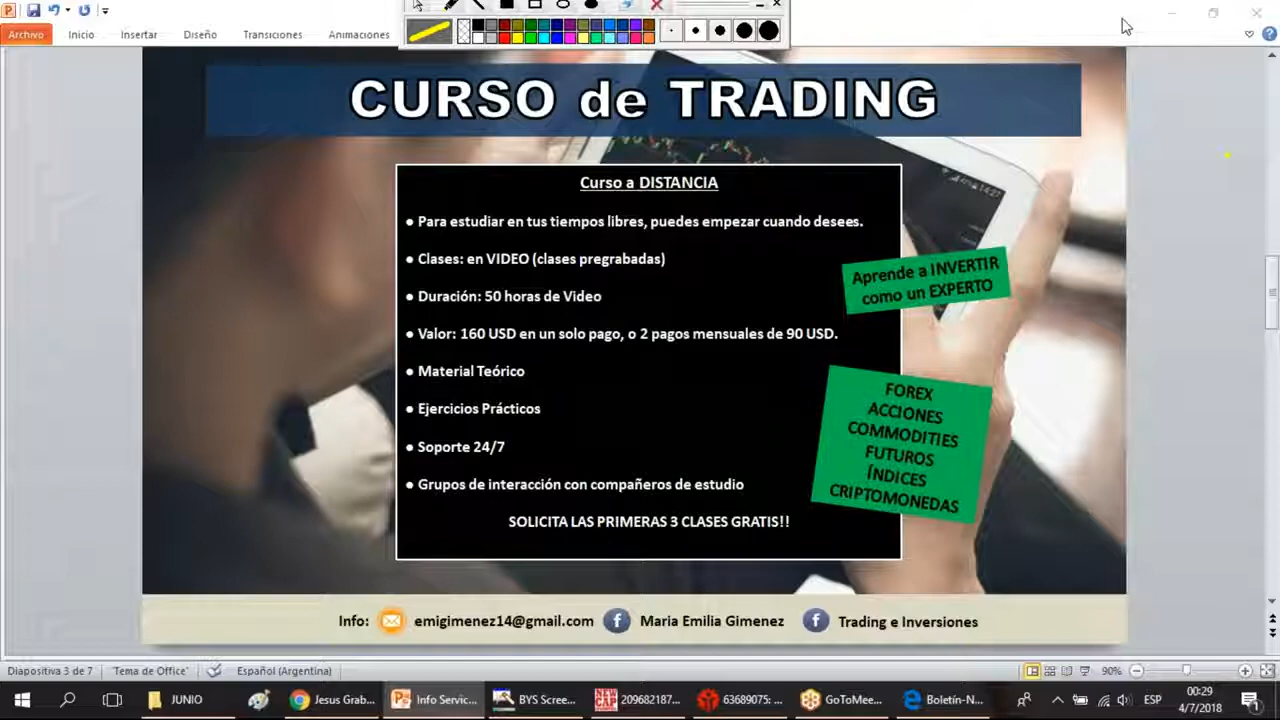 Archivo Inicio Insertar Diseño Transiciones Animaciones
CURSO de TRADING
Curso a DISTANCIA
● Para estudiar en tus tiempos libres, puedes empezar cuando desees.
● Clases: en VIDEO (clases pregrabadas)
● Duración: 50 horas de Video
● Valor: 160 USD en un solo pago, o 2 pagos mensuales de 90 USD.
● Material Teórico
● Ejercicios Prácticos
● Soporte 24/7
● Grupos de interacción con compañeros de estudio
SOLICITA LAS PRIMERAS 3 CLASES GRATIS!!
Aprende a INVERTIR
como un EXPERTO
FOREX
ACCIONES
COMMODITIES
FUTUROS
ÍNDICES
CRIPTOMONEDAS
Info: emigimenez14@gmail.com Maria Emilia Gimenez Trading e Inversiones
Diapositiva 3 de 7 "Tema de Office" Español (Argentina) 90%
JUNIO Jesus Grab... Info Servic... BYS Scree... 209682187... 63689075: ... GoToMee... Boletín-N... ESP 00:29
4/7/2018